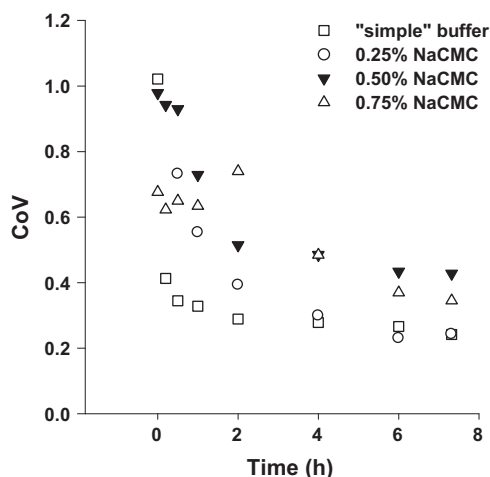 1.2
1.0
0.8
0.6
0.4
0.2
0.0
CoV
"simple" buffer
0.25% NaCMC
0.50% NaCMC
0.75% NaCMC
0 2 4 6 8
Time (h)